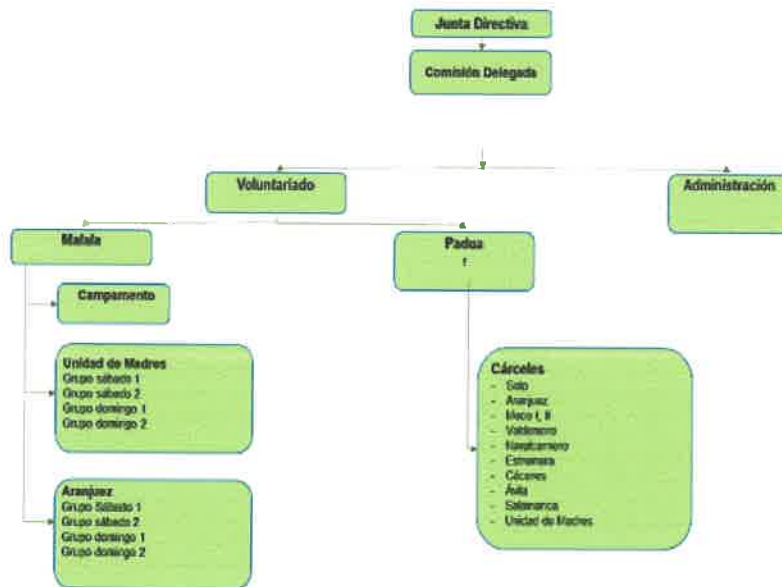 Junta Directiva
Comisión Delegada
Voluntariado
Administración
Malala
Padua
f
Campamento
Unidad de Madres
Grupo sábado 1
Grupo sábado 2
Grupo domingo 1
Grupo domingo 2
Aranjuez
Grupo Sábado 1
Grupo sábado 2
Grupo domingo 1
Grupo domingo 2
Cárceles
- Soto
- Aranjuez
- Meco I, II
- Valdemoro
- Navalcarnero
- Estremera
- Cáceres
- Ávila
- Salamanca
- Unidad de Madres